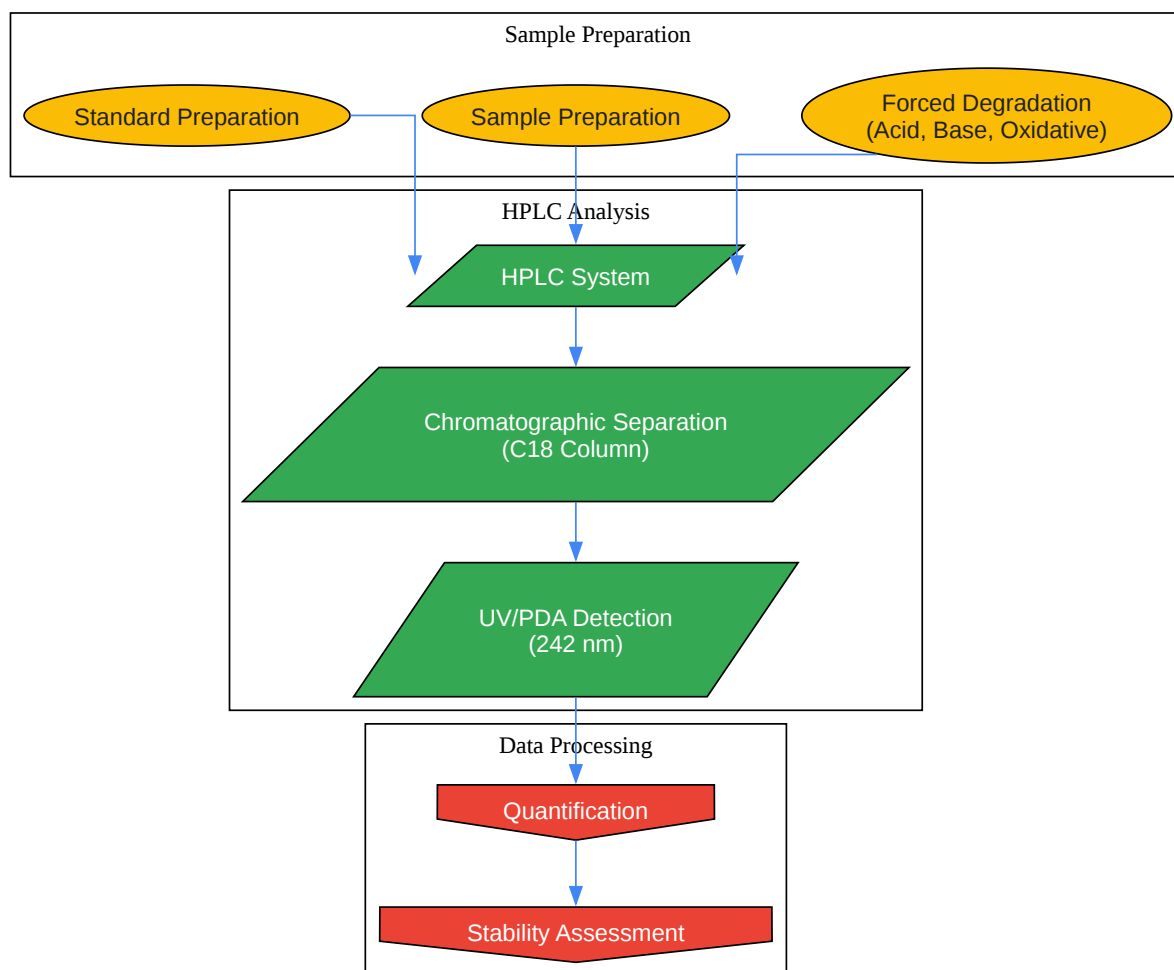 Sample Preparation
Standard Preparation
Sample Preparation
Forced Degradation
(Acid, Base, Oxidative)
HPLC Analysis
HPLC System
Chromatographic Separation
(C18 Column)
UV/PDA Detection
(242 nm)
Data Processing
Quantification
Stability Assessment